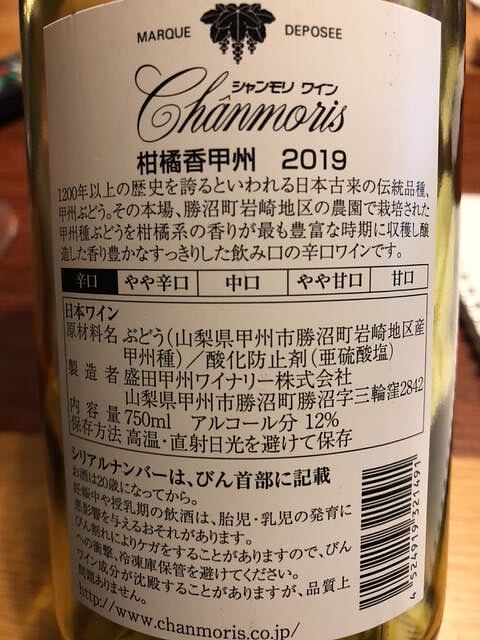 MARQUE DEPOSEE
シャンモリ ワイン
Chanmoris
柑橘香甲州 2019
1200年以上の歴史を誇るといわれる日本古来の伝統品種、
甲州ぶどう。その本場、勝沼町岩崎地区の農園で栽培された
甲州種ぶどうを柑橘系の香りが最も豊富な時期に収穫し醸
造した香り豊かなすっきりした飲み口の辛口ワインです。
辛口 やや辛口 中口 やや甘口 甘口
日本ワイン
原材料名 ぶどう(山梨県甲州市勝沼町岩崎地区産
甲州種)/酸化防止剤(亜硫酸塩)
製造者 盛田甲州ワイナリー株式会社
山梨県甲州市勝沼町勝沼字三輪窪2842
内容量 750ml アルコール分 12%
保存方法 高温・直射日光を避けて保存
シリアルナンバーは、びん首部に記載
お酒は20歳になってから。
妊娠中や授乳期の飲酒は、胎児・乳児の発育に
悪影響を与えるおそれがあります。
びん割れによりケガをすることがありますので、びん
への衝撃、冷凍庫保管を避けてください。
ワイン成分が沈殿することがありますが、品質上
問題ありません。
http://www.chanmoris.co.jp/
4 524919 321491